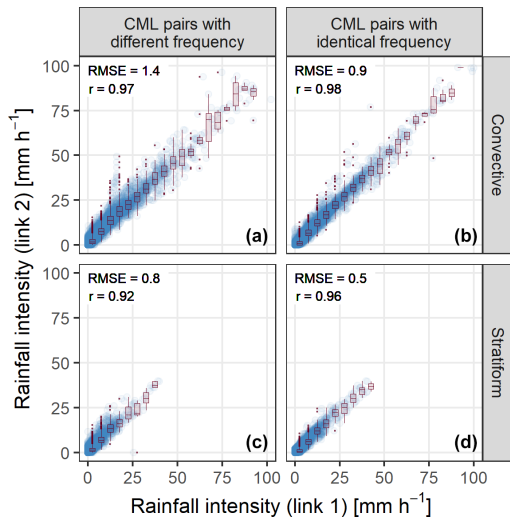 CML pairs with
different frequency
CML pairs with
identical frequency
RMSE = 1.4
r = 0.97
(a)
RMSE = 0.9
r = 0.98
(b)
Convective
100
75
50
25
0
RMSE = 0.8
r = 0.92
(c)
RMSE = 0.5
r = 0.96
(d)
Stratiform
100
75
50
25
0
Rainfall intensity (link 2) [mm h⁻¹]
0 25 50 75 100
0 25 50 75 100
Rainfall intensity (link 1) [mm h⁻¹]